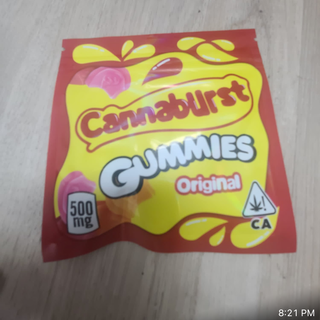 Cannaburst
GUMMIES
Original
500
mg
!
CA
8:21 PM